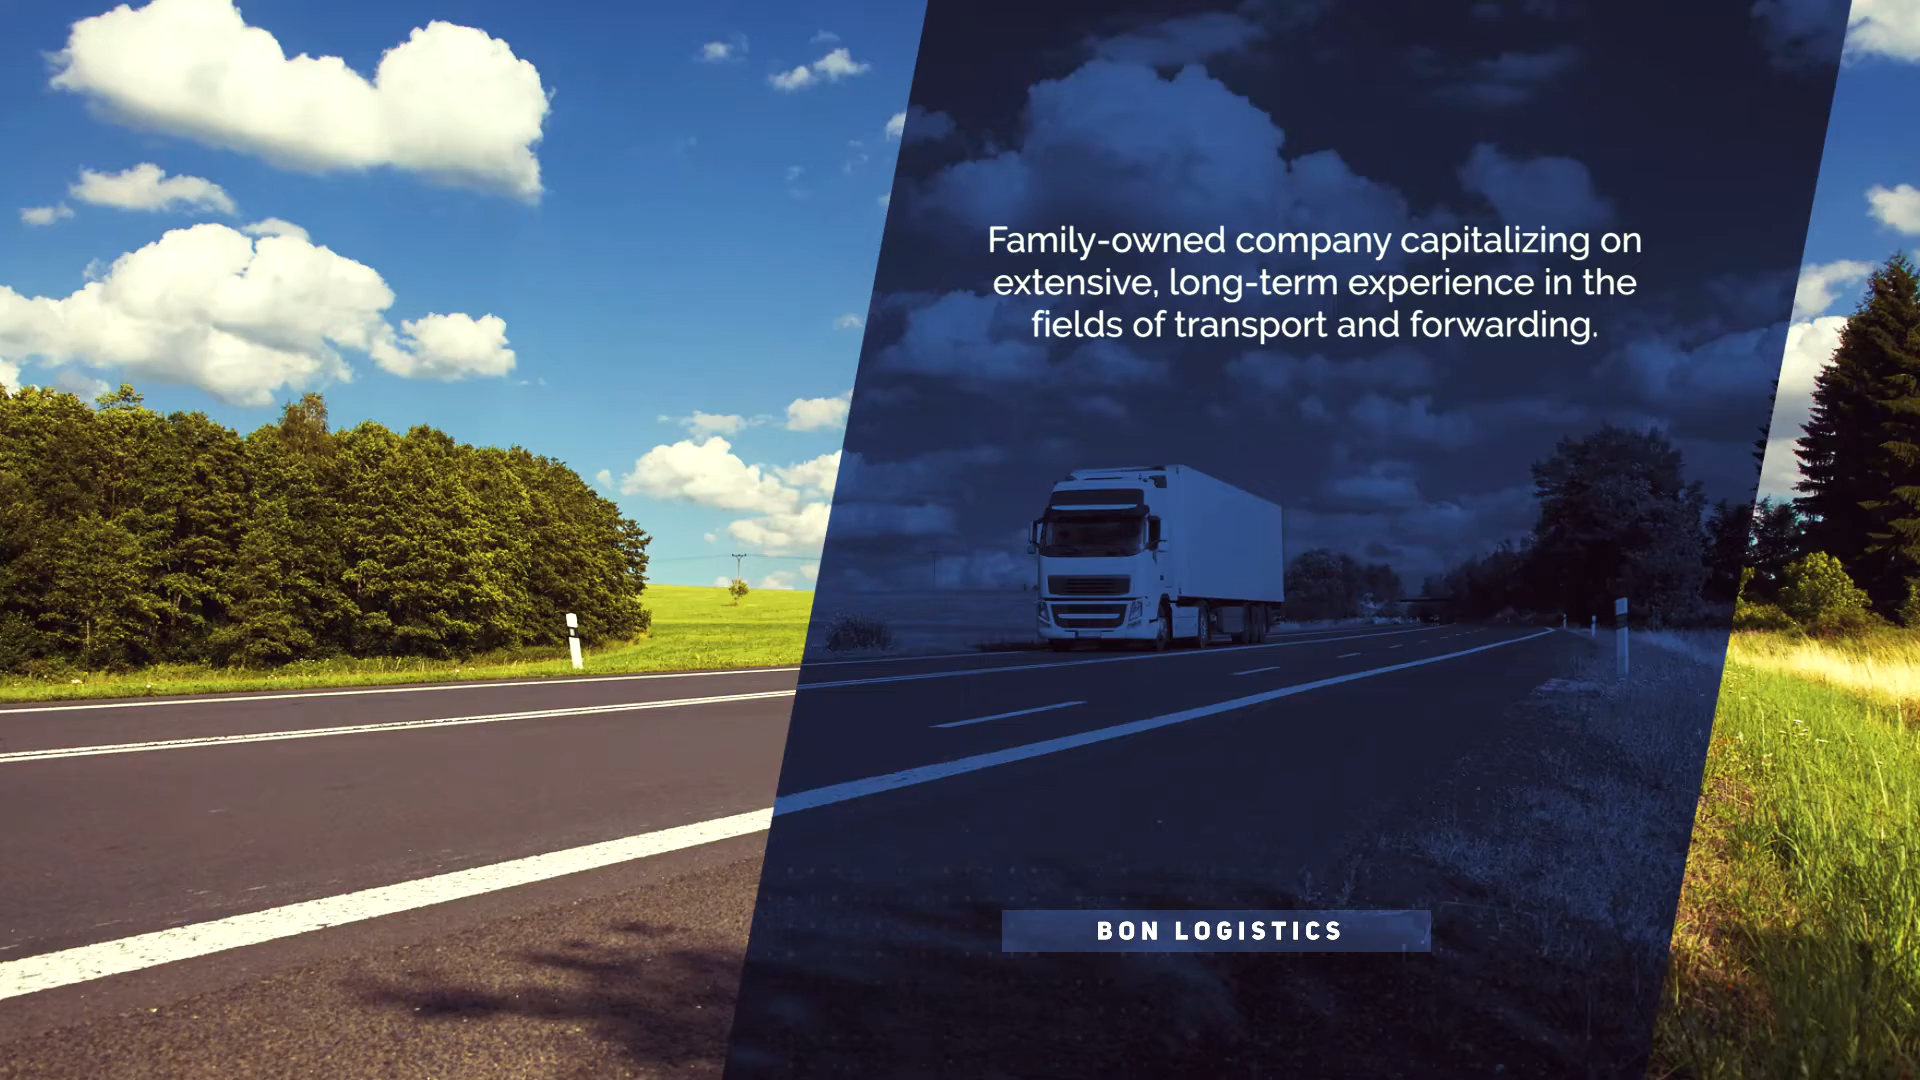 Family-owned company capitalizing on
extensive, long-term experience in the
fields of transport and forwarding.
BON LOGISTICS